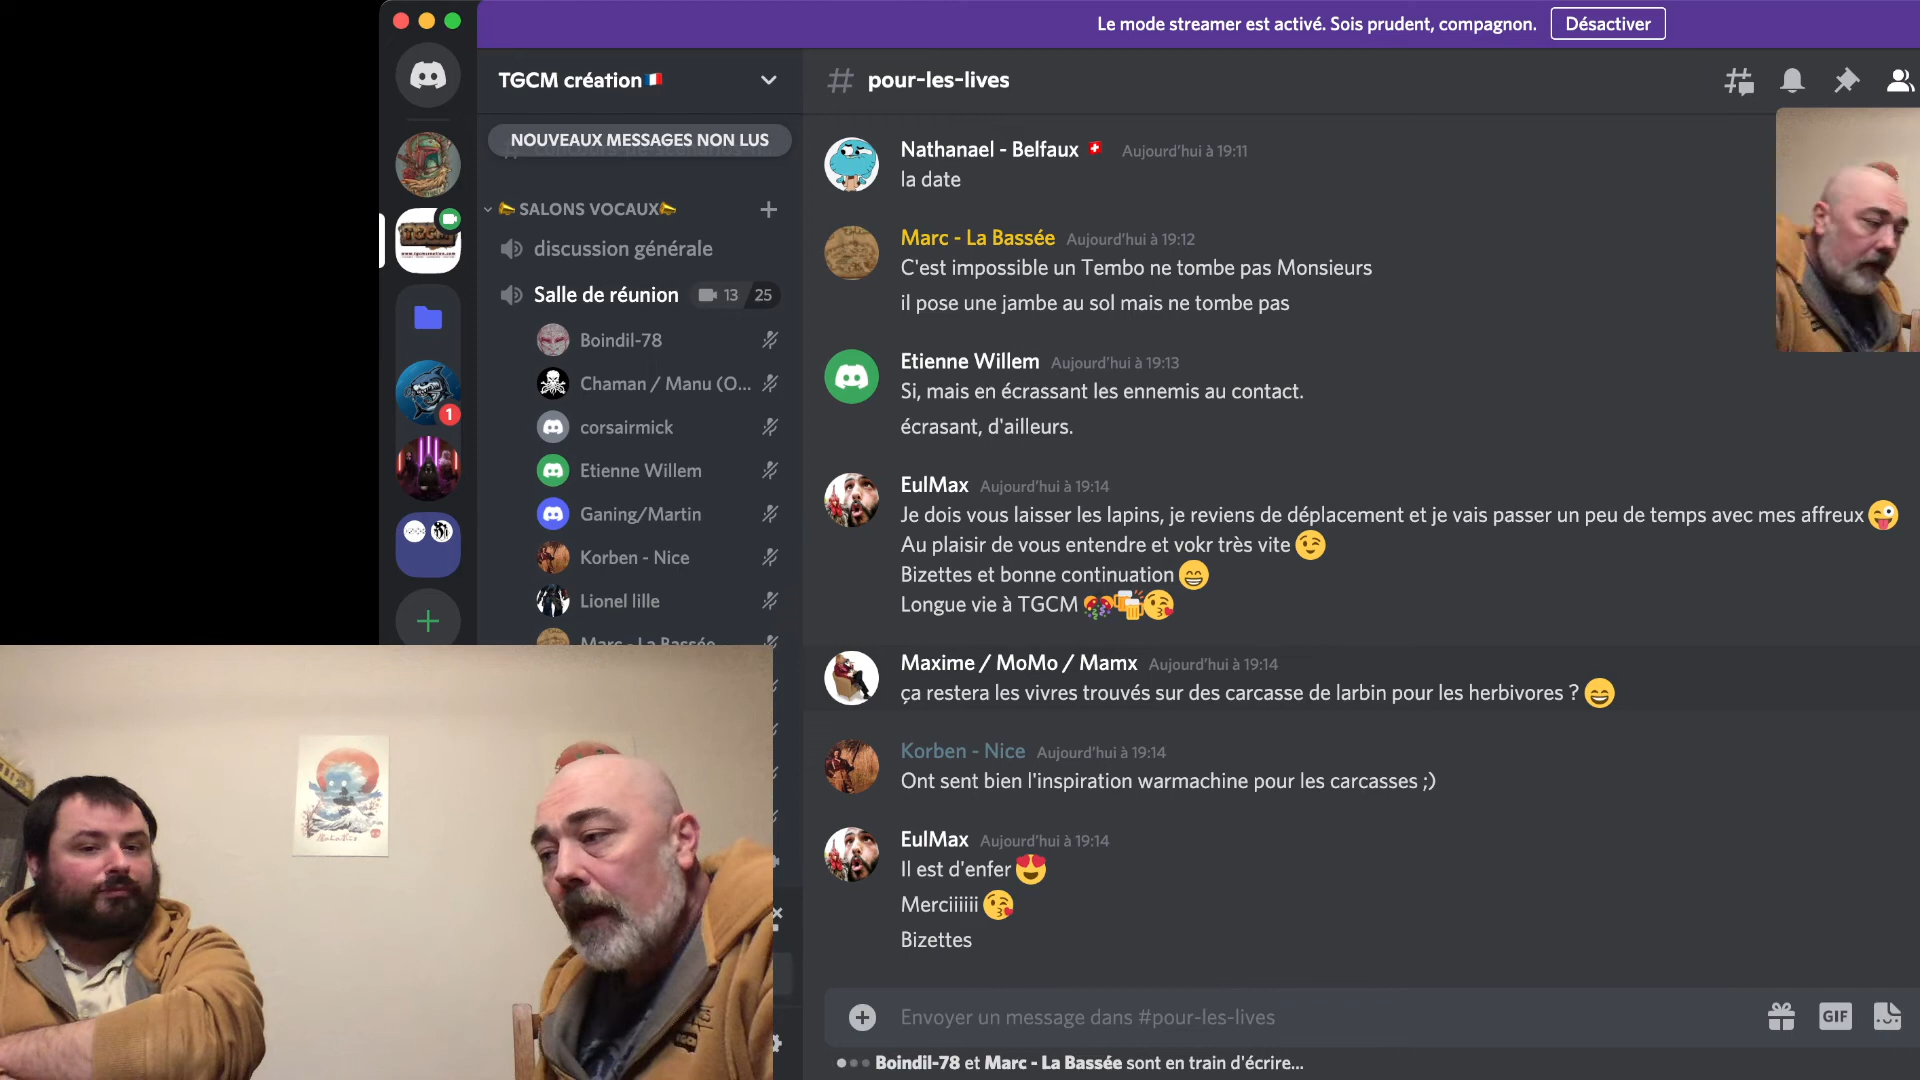 Le mode streamer est activé. Sois prudent, compagnon.
Désactiver
TGCM création
NOUVEAUX MESSAGES NON LUS
SALONS VOCAUX
discussion générale
Salle de réunion
13
25
Boindil-78
Chaman / Manu (O...
corsairmick
Etienne Willem
Ganing/Martin
Korben - Nice
Lionel lille
Marc - La Bassée
1
# pour-les-lives
Nathanael - Belfaux Aujourd'hui à 19:11
la date
Marc - La Bassée Aujourd'hui à 19:12
C'est impossible un Tembo ne tombe pas Monsieurs
il pose une jambe au sol mais ne tombe pas
Etienne Willem Aujourd'hui à 19:13
Si, mais en écrassant les ennemis au contact.
écrasant, d'ailleurs.
EulMax Aujourd'hui à 19:14
Je dois vous laisser les lapins, je reviens de déplacement et je vais passer un peu de temps avec mes affreux 😜
Au plaisir de vous entendre et vokr très vite 😉
Bizettes et bonne continuation 😁
Longue vie à TGCM 🎊🍻😘
Maxime / MoMo / Mamx Aujourd'hui à 19:14
ça restera les vivres trouvés sur des carcasse de larbin pour les herbivores ? 😄
Korben - Nice Aujourd'hui à 19:14
Ont sent bien l'inspiration warmachine pour les carcasses ;)
EulMax Aujourd'hui à 19:14
Il est d'enfer 😍
Merciiiiii 😘
Bizettes
Envoyer un message dans #pour-les-lives
GIF
Boindil-78 et Marc - La Bassée sont en train d'écrire...